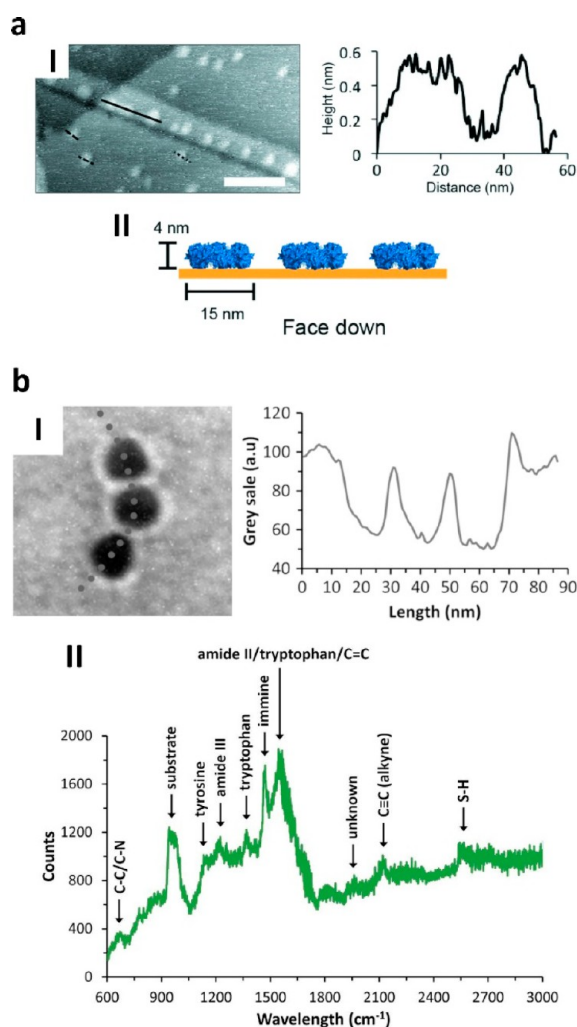 a
I
Height (nm)
0.6
0.4
0.2
0
0
20
40
60
Distance (nm)
II
4 nm
15 nm
Face down
b
I
Grey sale (a.u)
120
100
80
60
40
0 10 20 30 40 50 60 70 80 90
Length (nm)
II
amide II/tryptophan/C=C
Counts
2000
1600
1200
800
400
0
C-C/C-N
substrate
tyrosine
amide III
tryptophan
immine
unknown
C≡C (alkyne)
S-H
600 900 1200 1500 1800 2100 2400 2700 3000
Wavelength (cm⁻¹)